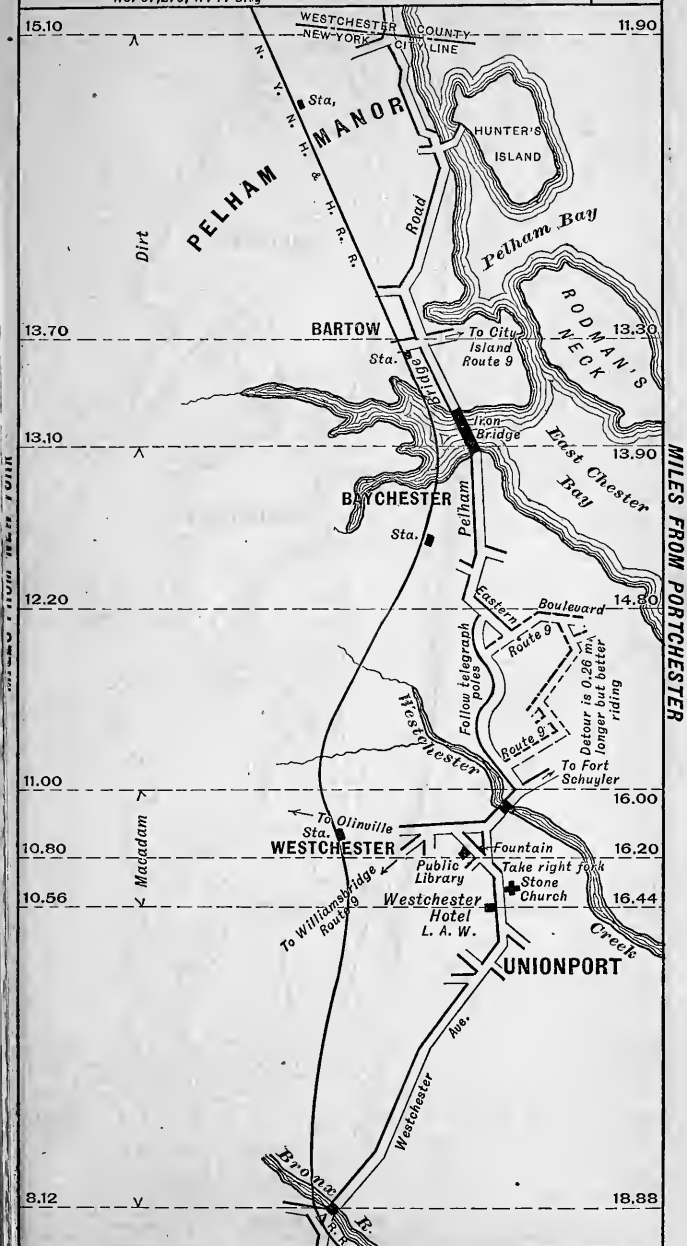 15.10
11.90
WESTCHESTER COUNTY
NEW YORK CITY LINE
N. Y. N. H. & H. R. R.
Sta.
PELHAM MANOR
HUNTER'S
ISLAND
Road
Dirt
Pelham Bay
RODMAN'S
NECK
BARTOW
13.70
13.30
To City
Island
Route 9
Sta.
Bridge
Iron
Bridge
13.10
13.90
East Chester
Bay
MILES FROM PORTCHESTER
BAYCHESTER
Pelham
Sta.
12.20
14.80
Eastern Boulevard
Route 9
Follow telegraph
poles
Detour is 0.26 m.
longer but better
riding
Westchester
Route 9
To Fort
Schuyler
11.00
16.00
To Olinville
Sta.
WESTCHESTER
Fountain
10.80
16.20
Macadam
Public
Library
Take right fork
Stone
Church
To Williamsbridge
Route 9
Westchester
Hotel
L. A. W.
10.56
16.44
Creek
UNIONPORT
Westchester Ave.
Bronx R.
8.12
18.88
R. R.